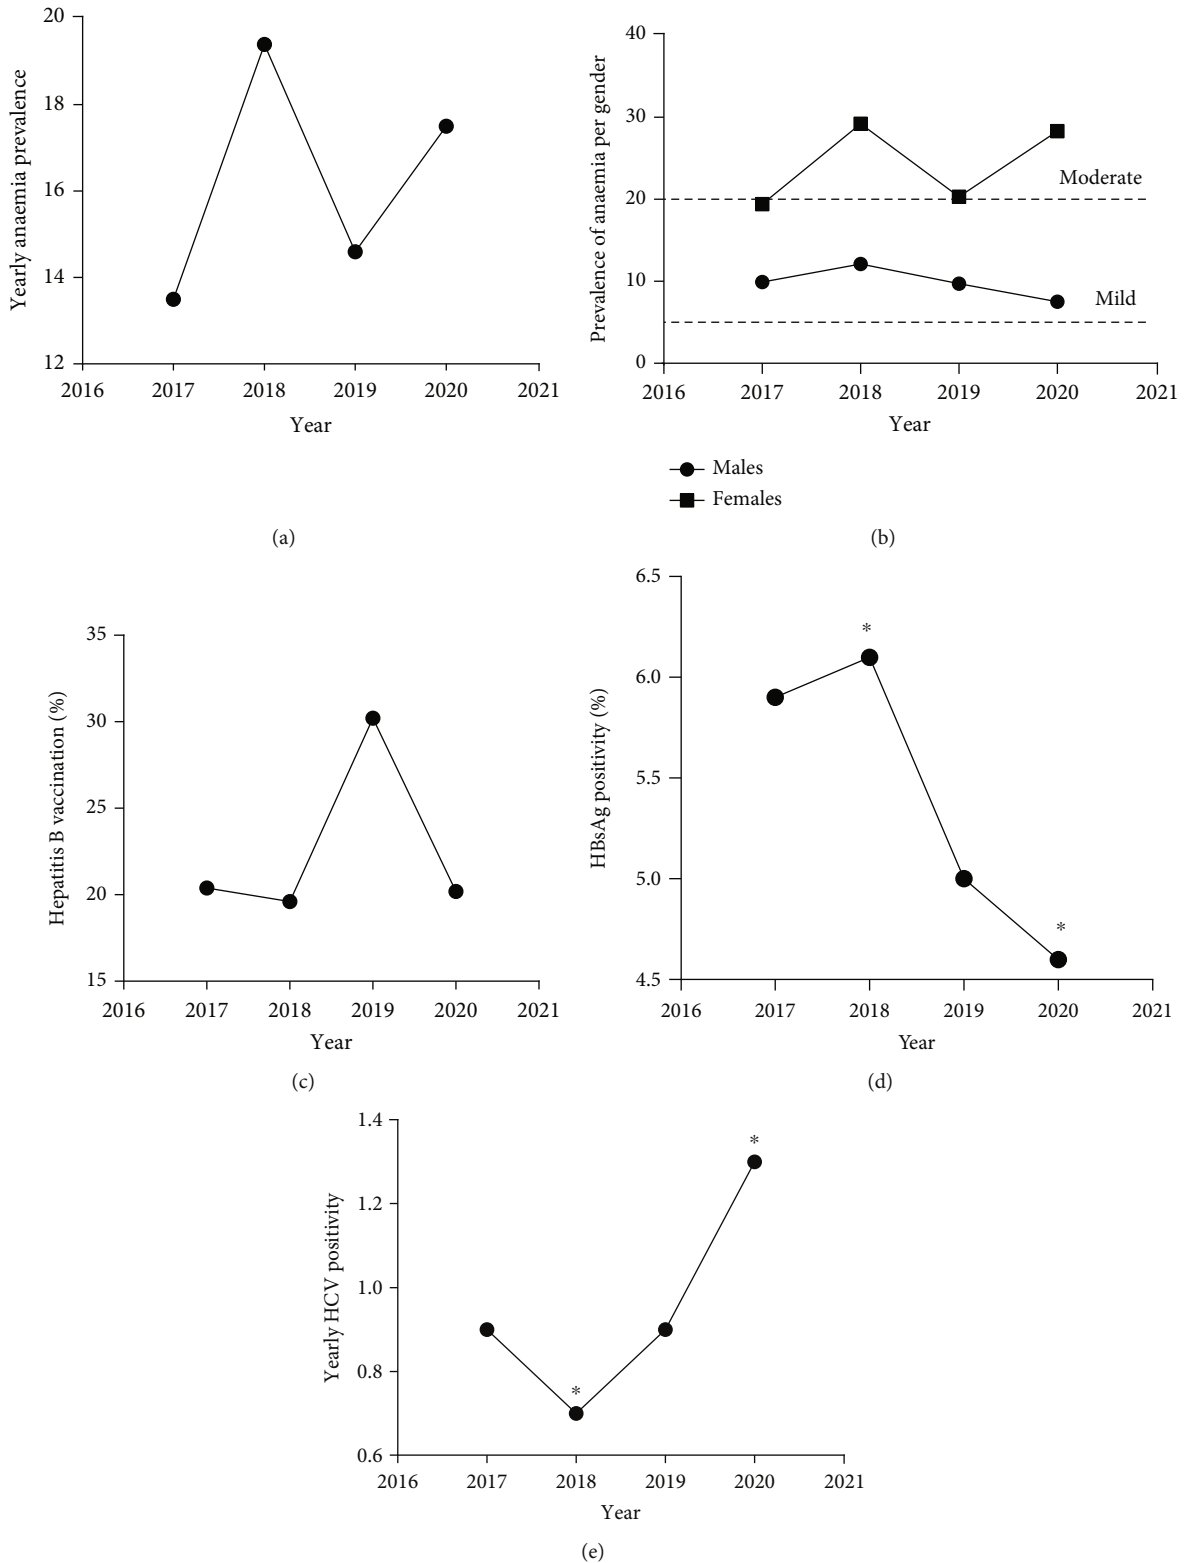 20
18
16
14
12
Yearly anaemia prevalence
2016 2017 2018 2019 2020 2021
Year
(a)
40
30
20
10
0
Prevalence of anaemia per gender
Moderate
Mild
2016 2017 2018 2019 2020 2021
Year
Males
Females
(b)
35
30
25
20
15
Hepatitis B vaccination (%)
2016 2017 2018 2019 2020 2021
Year
(c)
6.5
6.0
5.5
5.0
4.5
HBsAg positivity (%)
*
*
2016 2017 2018 2019 2020 2021
Year
(d)
1.4
1.2
1.0
0.8
0.6
Yearly HCV positivity
*
*
2016 2017 2018 2019 2020 2021
Year
(e)